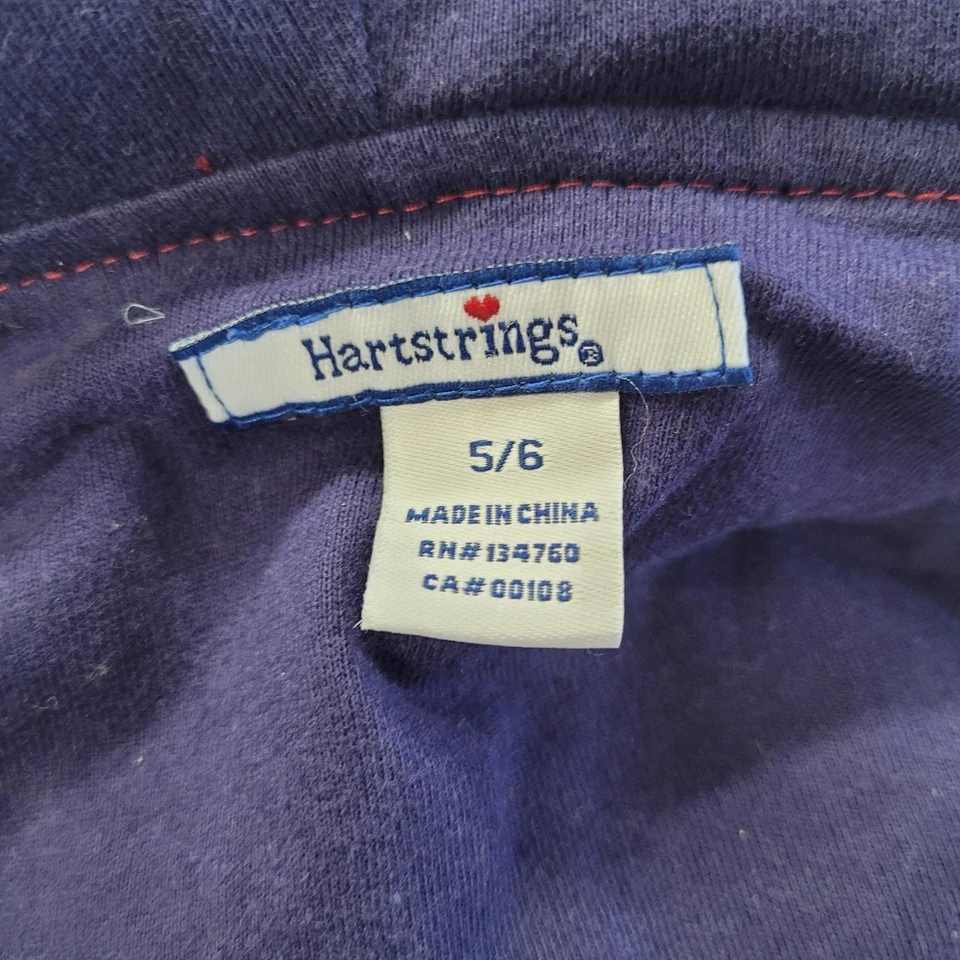 Hartstrings®
5/6
MADE IN CHINA
RN# 134760
CA# 00108